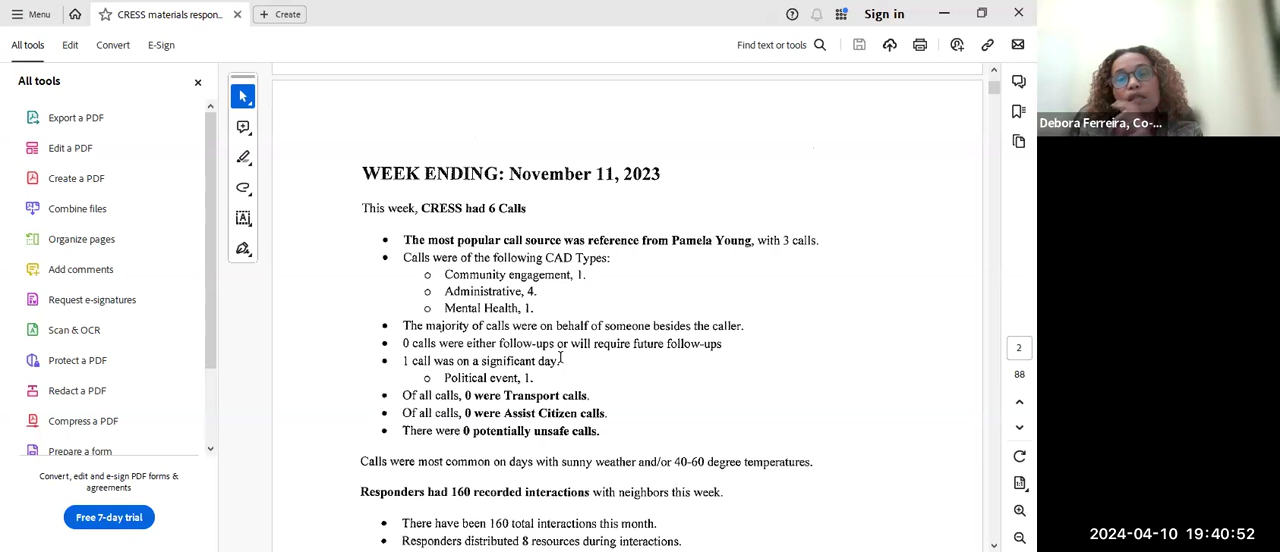 Menu
CRESS materials respon...
Create
Sign in
All tools
Edit
Convert
E-Sign
Find text or tools
All tools
Export a PDF
Edit a PDF
Create a PDF
Combine files
Organize pages
Add comments
Request e-signatures
Scan & OCR
Protect a PDF
Redact a PDF
Compress a PDF
Prepare a form
Convert, edit and e-sign PDF forms &
agreements
Free 7-day trial
WEEK ENDING: November 11, 2023
This week, CRESS had 6 Calls
The most popular call source was reference from Pamela Young, with 3 calls.
Calls were of the following CAD Types:
Community engagement, 1.
Administrative, 4.
Mental Health, 1.
The majority of calls were on behalf of someone besides the caller.
0 calls were either follow-ups or will require future follow-ups
1 call was on a significant day.
Political event, 1.
Of all calls, 0 were Transport calls.
Of all calls, 0 were Assist Citizen calls.
There were 0 potentially unsafe calls.
Calls were most common on days with sunny weather and/or 40-60 degree temperatures.
Responders had 160 recorded interactions with neighbors this week.
There have been 160 total interactions this month.
Responders distributed 8 resources during interactions.
2
88
Debora Ferreira, Co-...
2024-04-10 19:40:52